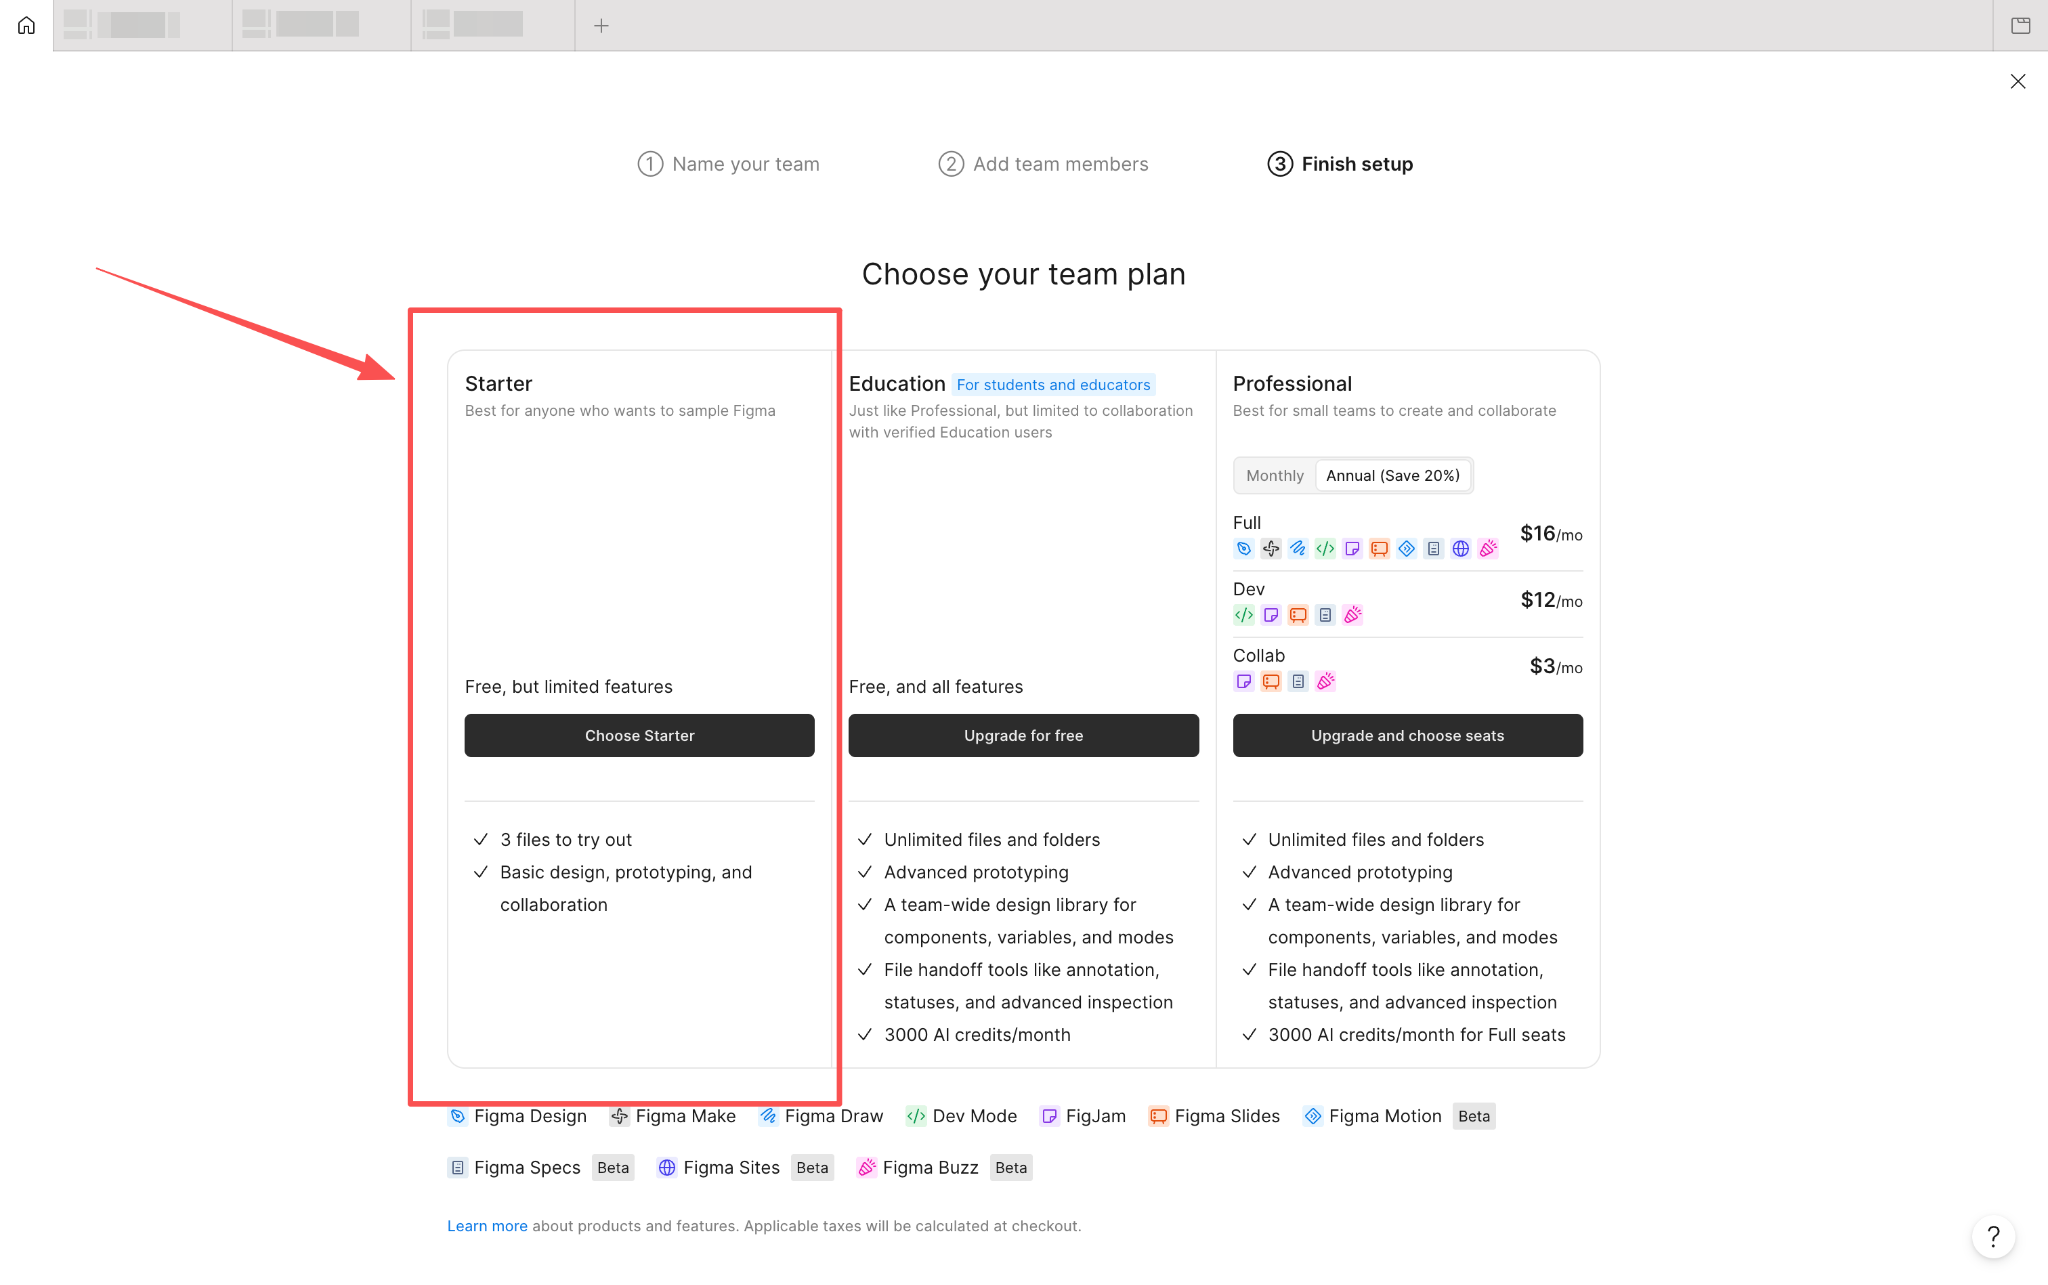 1 Name your team
2 Add team members
3 Finish setup
Choose your team plan
Starter
Best for anyone who wants to sample Figma
Free, but limited features
Choose Starter
3 files to try out
Basic design, prototyping, and
collaboration
Education For students and educators
Just like Professional, but limited to collaboration
with verified Education users
Free, and all features
Upgrade for free
Unlimited files and folders
Advanced prototyping
A team-wide design library for
components, variables, and modes
File handoff tools like annotation,
statuses, and advanced inspection
3000 AI credits/month
Professional
Best for small teams to create and collaborate
Monthly Annual (Save 20%)
Full
$16/mo
Dev
$12/mo
Collab
$3/mo
Upgrade and choose seats
Unlimited files and folders
Advanced prototyping
A team-wide design library for
components, variables, and modes
File handoff tools like annotation,
statuses, and advanced inspection
3000 AI credits/month for Full seats
Figma Design Figma Make Figma Draw Dev Mode FigJam Figma Slides Figma Motion Beta
Figma Specs Beta Figma Sites Beta Figma Buzz Beta
Learn more about products and features. Applicable taxes will be calculated at checkout.
?